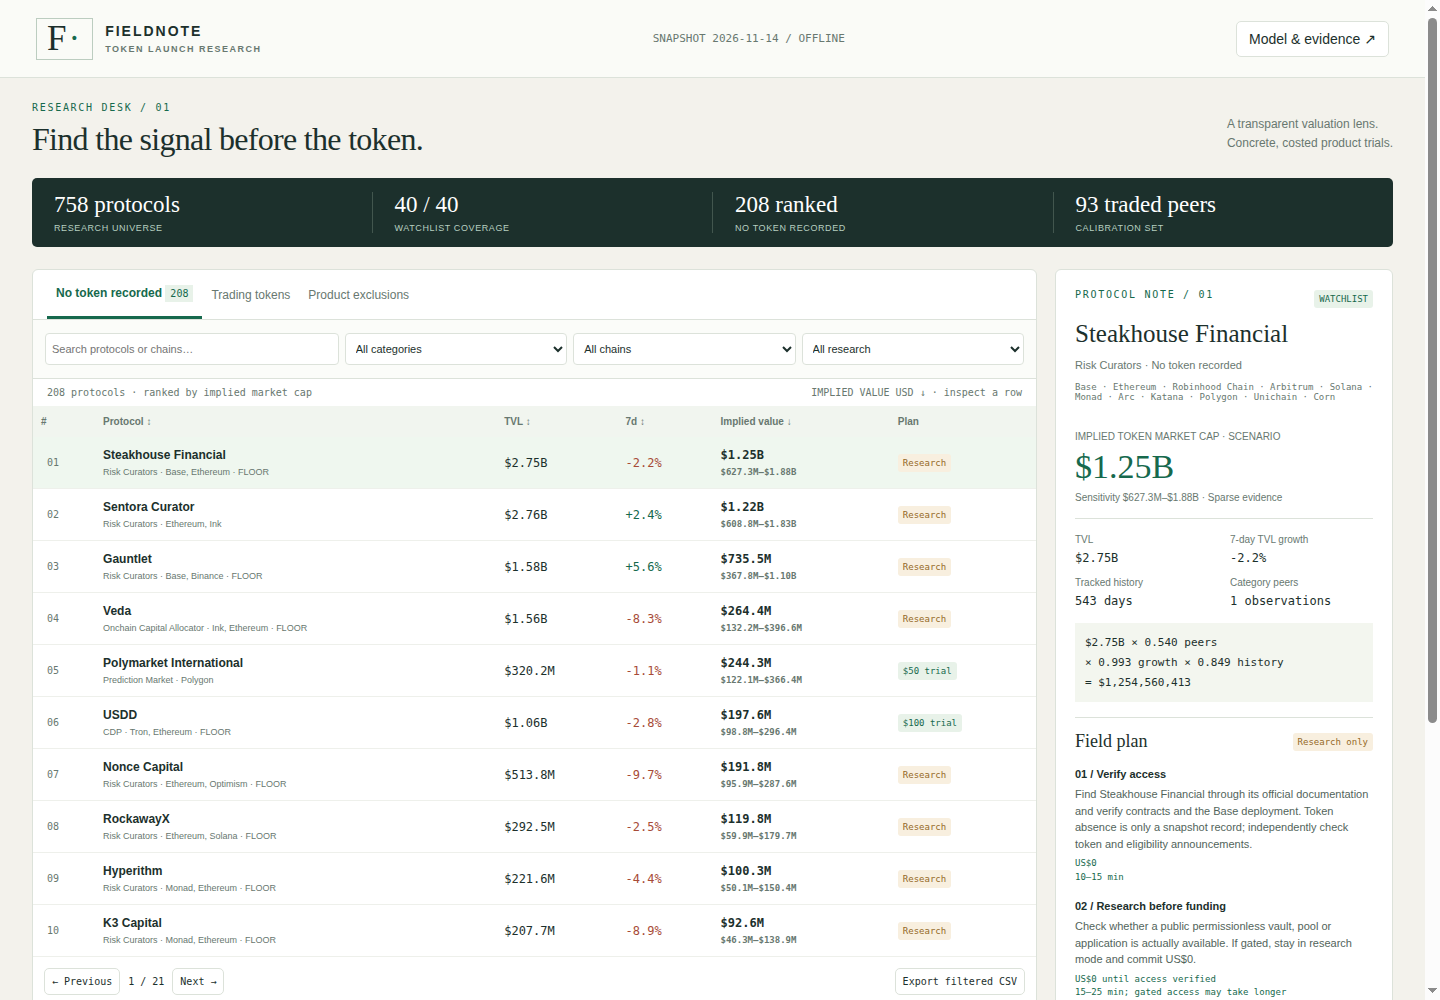 F·
FIELDNOTE
TOKEN LAUNCH RESEARCH
SNAPSHOT 2026-11-14 / OFFLINE
Model & evidence ↗
RESEARCH DESK / 01
Find the signal before the token.
A transparent valuation lens.
Concrete, costed product trials.
758 protocols
RESEARCH UNIVERSE
40 / 40
WATCHLIST COVERAGE
208 ranked
NO TOKEN RECORDED
93 traded peers
CALIBRATION SET
No token recorded 208 Trading tokens Product exclusions
Search protocols or chains… All categories All chains All research
208 protocols · ranked by implied market cap IMPLIED VALUE USD ↓ · inspect a row
# Protocol ↕ TVL ↕ 7d ↕ Implied value ↓ Plan
01 Steakhouse Financial $2.75B -2.2% $1.25B Research
Risk Curators · Base, Ethereum · FLOOR $627.3M–$1.88B
02 Sentora Curator $2.76B +2.4% $1.22B Research
Risk Curators · Ethereum, Ink $608.8M–$1.83B
03 Gauntlet $1.58B +5.6% $735.5M Research
Risk Curators · Base, Binance · FLOOR $367.8M–$1.10B
04 Veda $1.56B -8.3% $264.4M Research
Onchain Capital Allocator · Ink, Ethereum · FLOOR $132.2M–$396.6M
05 Polymarket International $320.2M -1.1% $244.3M $50 trial
Prediction Market · Polygon $122.1M–$366.4M
06 USDD $1.06B -2.8% $197.6M $100 trial
CDP · Tron, Ethereum · FLOOR $98.8M–$296.4M
07 Nonce Capital $513.8M -9.7% $191.8M Research
Risk Curators · Ethereum, Optimism · FLOOR $95.9M–$287.6M
08 RockawayX $292.5M -2.5% $119.8M Research
Risk Curators · Ethereum, Solana · FLOOR $59.9M–$179.7M
09 Hyperithm $221.6M -4.4% $100.3M Research
Risk Curators · Monad, Ethereum · FLOOR $50.1M–$150.4M
10 K3 Capital $207.7M -8.9% $92.6M Research
Risk Curators · Monad, Ethereum · FLOOR $46.3M–$138.9M
← Previous 1 / 21 Next → Export filtered CSV
PROTOCOL NOTE / 01 WATCHLIST
Steakhouse Financial
Risk Curators · No token recorded
Base · Ethereum · Robinhood Chain · Arbitrum · Solana ·
Monad · Arc · Katana · Polygon · Unichain · Corn
IMPLIED TOKEN MARKET CAP · SCENARIO
$1.25B
Sensitivity $627.3M–$1.88B · Sparse evidence
TVL 7-day TVL growth
$2.75B -2.2%
Tracked history Category peers
543 days 1 observations
$2.75B × 0.540 peers
× 0.993 growth × 0.849 history
= $1,254,560,413
Field plan Research only
01 / Verify access
Find Steakhouse Financial through its official documentation
and verify contracts and the Base deployment. Token
absence is only a snapshot record; independently check
token and eligibility announcements.
US$0
10–15 min
02 / Research before funding
Check whether a public permissionless vault, pool or
application is actually available. If gated, stay in research
mode and commit US$0.
US$0 until access verified
15–25 min; gated access may take longer